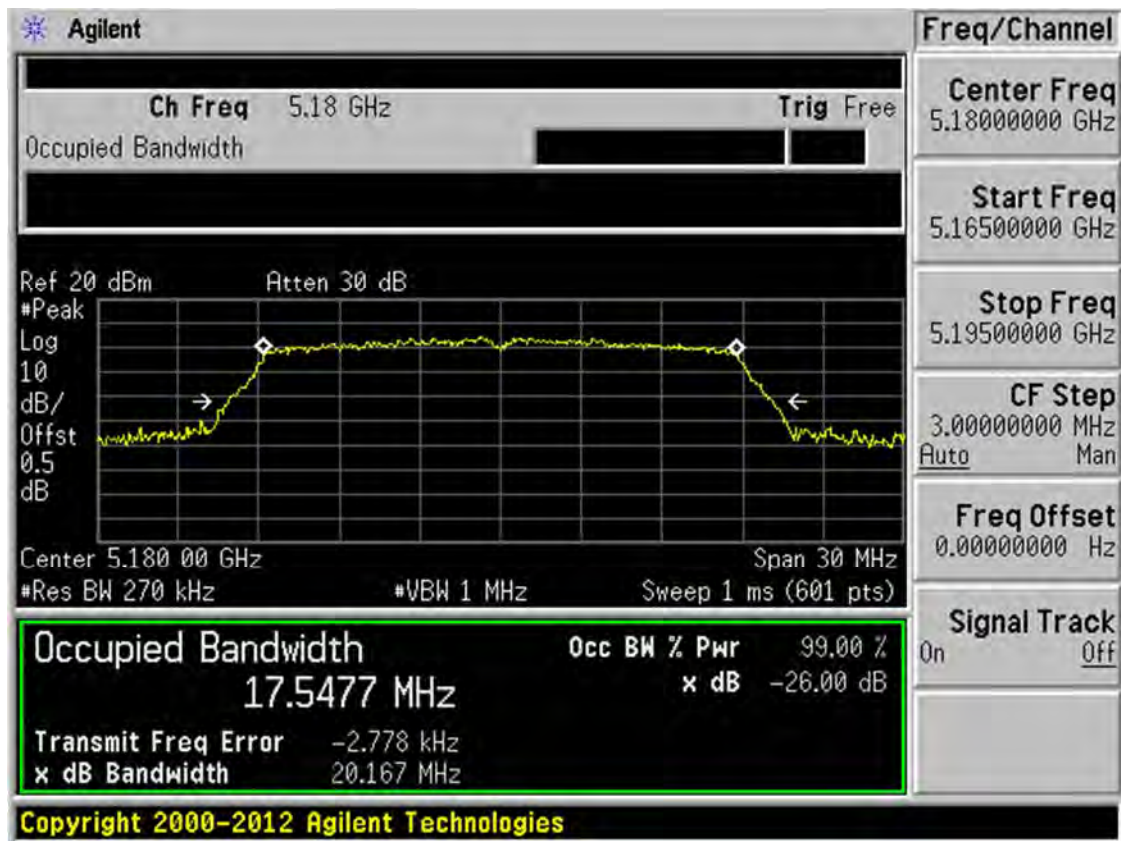 Agilent
Freq/Channel
Ch Freq 5.18 GHz Trig Free
Occupied Bandwidth
Center Freq
5.18000000 GHz
Start Freq
5.16500000 GHz
Stop Freq
5.19500000 GHz
CF Step
3.00000000 MHz
Auto Man
Freq Offset
0.00000000 Hz
Signal Track
On Off
Ref 20 dBm Atten 30 dB
#Peak
Log
10
dB/
Offst
0.5
dB
Center 5.180 00 GHz Span 30 MHz
#Res BW 270 kHz #VBW 1 MHz Sweep 1 ms (601 pts)
Occupied Bandwidth
17.5477 MHz
Occ BW % Pwr 99.00 %
x dB -26.00 dB
Transmit Freq Error -2.778 kHz
x dB Bandwidth 20.167 MHz
Copyright 2000-2012 Agilent Technologies